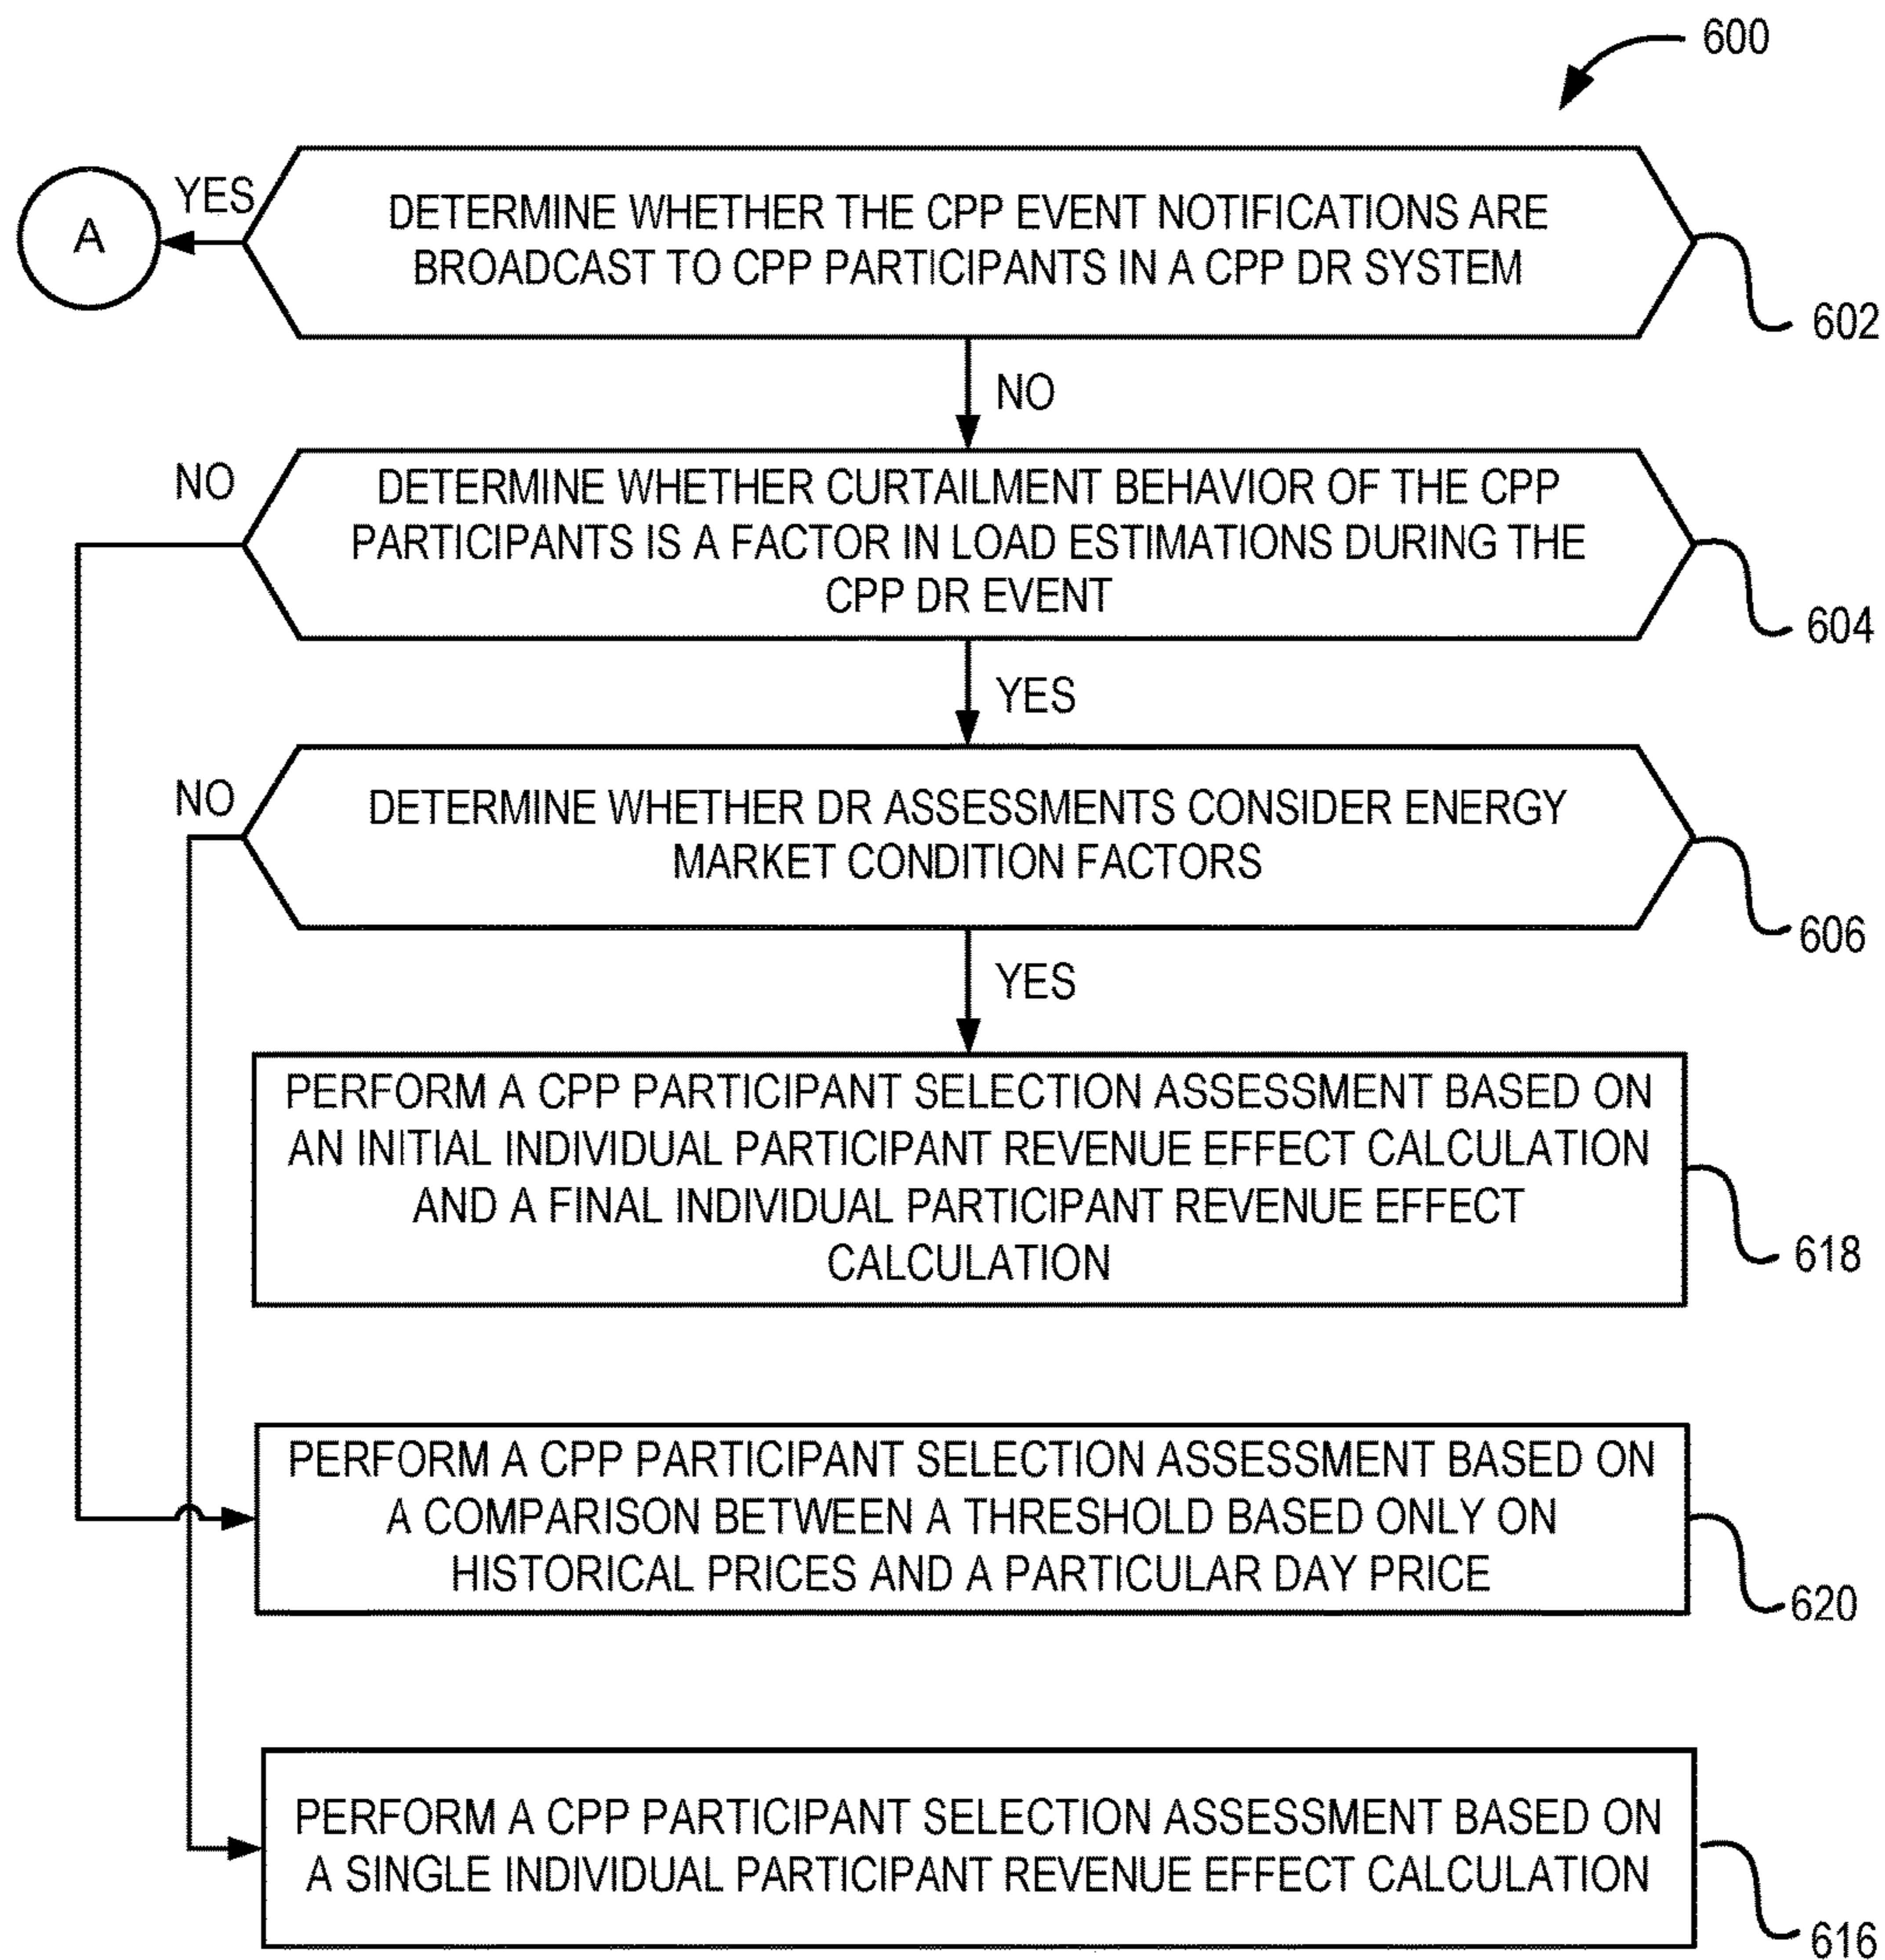 600
A
YES
DETERMINE WHETHER THE CPP EVENT NOTIFICATIONS ARE
BROADCAST TO CPP PARTICIPANTS IN A CPP DR SYSTEM
602
NO
NO
DETERMINE WHETHER CURTAILMENT BEHAVIOR OF THE CPP
PARTICIPANTS IS A FACTOR IN LOAD ESTIMATIONS DURING THE
CPP DR EVENT
604
YES
NO
DETERMINE WHETHER DR ASSESSMENTS CONSIDER ENERGY
MARKET CONDITION FACTORS
606
YES
PERFORM A CPP PARTICIPANT SELECTION ASSESSMENT BASED ON
AN INITIAL INDIVIDUAL PARTICIPANT REVENUE EFFECT CALCULATION
AND A FINAL INDIVIDUAL PARTICIPANT REVENUE EFFECT
CALCULATION
618
PERFORM A CPP PARTICIPANT SELECTION ASSESSMENT BASED ON
A COMPARISON BETWEEN A THRESHOLD BASED ONLY ON
HISTORICAL PRICES AND A PARTICULAR DAY PRICE
620
PERFORM A CPP PARTICIPANT SELECTION ASSESSMENT BASED ON
A SINGLE INDIVIDUAL PARTICIPANT REVENUE EFFECT CALCULATION
616